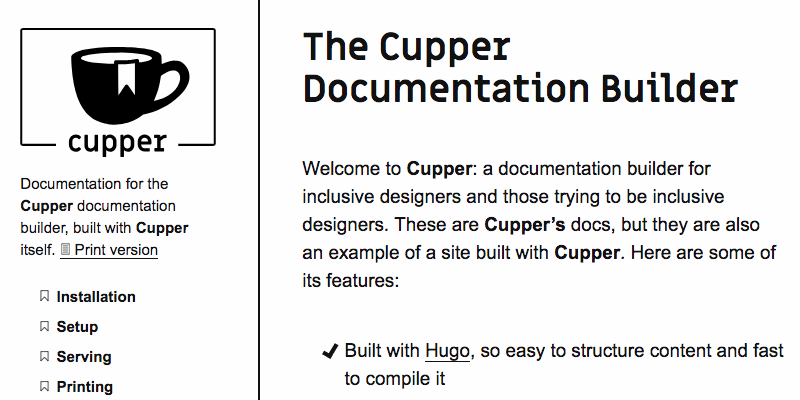 cupper
Documentation for the
Cupper documentation
builder, built with Cupper
itself. Print version
Installation
Setup
Serving
Printing
The Cupper
Documentation Builder
Welcome to Cupper: a documentation builder for
inclusive designers and those trying to be inclusive
designers. These are Cupper’s docs, but they are also
an example of a site built with Cupper. Here are some of
its features:
Built with Hugo, so easy to structure content and fast
to compile it